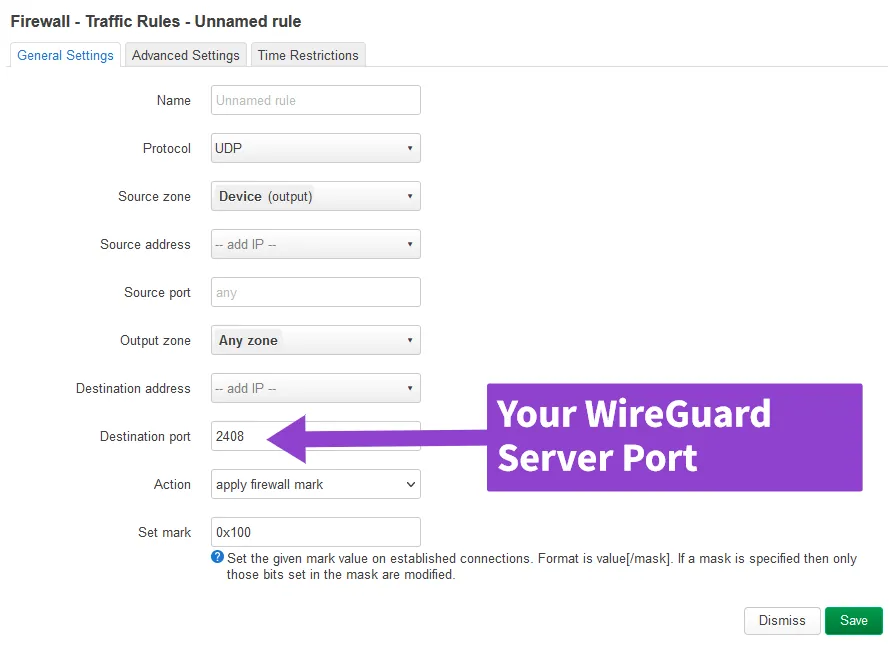 Firewall - Traffic Rules - Unnamed rule
General Settings Advanced Settings Time Restrictions
Name Unnamed rule
Protocol UDP
Source zone Device (output)
Source address -- add IP --
Source port any
Output zone Any zone
Destination address -- add IP --
Destination port 2408
Your WireGuard
Server Port
Action apply firewall mark
Set mark 0x100
Set the given mark value on established connections. Format is value[/mask]. If a mask is specified then only
those bits set in the mask are modified.
Dismiss Save